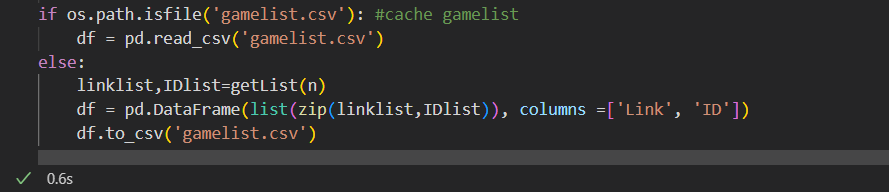 if os.path.isfile('gamelist.csv'): #cache gamelist
    df = pd.read_csv('gamelist.csv')
else:
    linklist,IDlist=getList(n)
    df = pd.DataFrame(list(zip(linklist,IDlist)), columns =['Link', 'ID'])
    df.to_csv('gamelist.csv')
✓ 0.6s